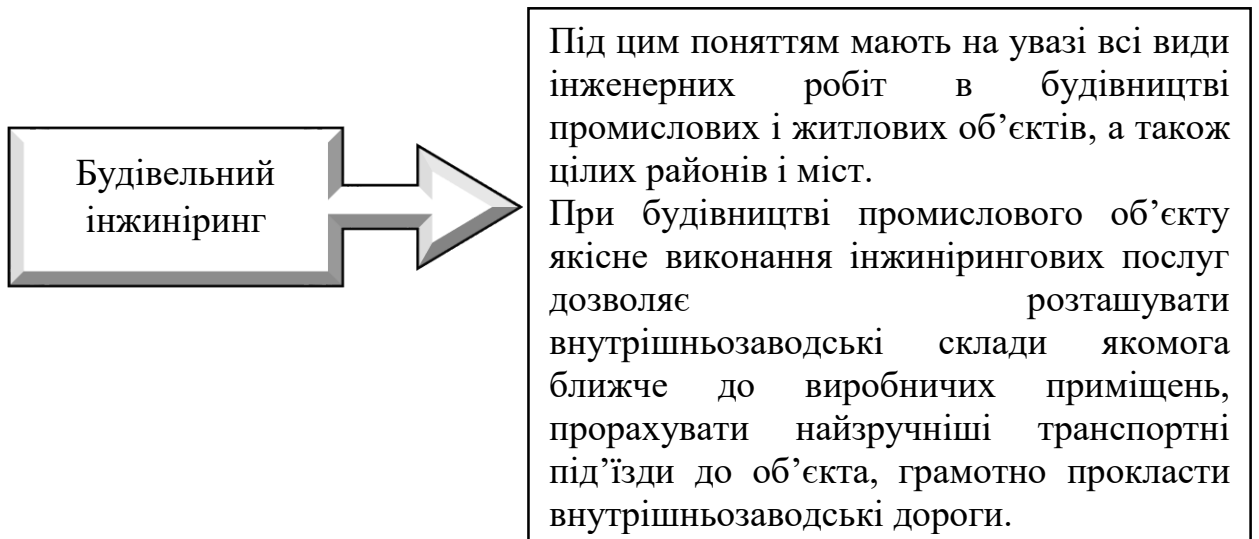 Будівельний
інжиніринг
Під цим поняттям мають на увазі всі види
інженерних робіт в будівництві
промислових і житлових об’єктів, а також
цілих районів і міст.
При будівництві промислового об’єкту
якісне виконання інжинірингових послуг
дозволяє розташувати
внутрішньозаводські склади якомога
ближче до виробничих приміщень,
прорахувати найзручніші транспортні
під’їзди до об’єкта, грамотно прокласти
внутрішньозаводські дороги.